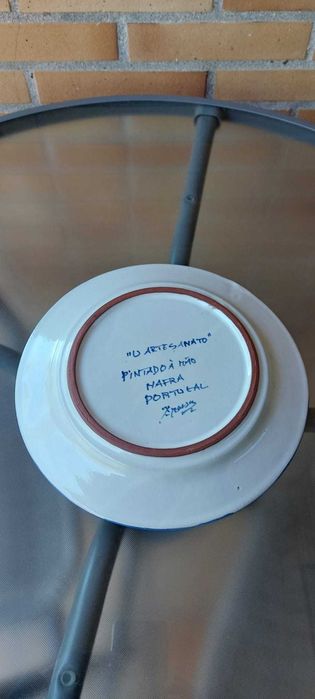 "O ARTESANATO"
PINTADO À MÃO
MAFRA
PORTUGAL